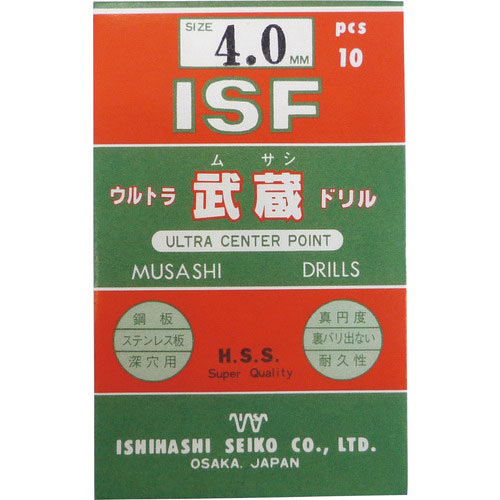 SIZE 4.0 MM pcs
10
ISF
ムサシ
ウルトラ 武蔵 ドリル
ULTRA CENTER POINT
MUSASHI DRILLS
鋼板
ステンレス板
深穴用
H.S.S.
Super Quality
真円度
裏バリ出ない
耐久性
ISHIHASHI SEIKO CO., LTD.
OSAKA. JAPAN